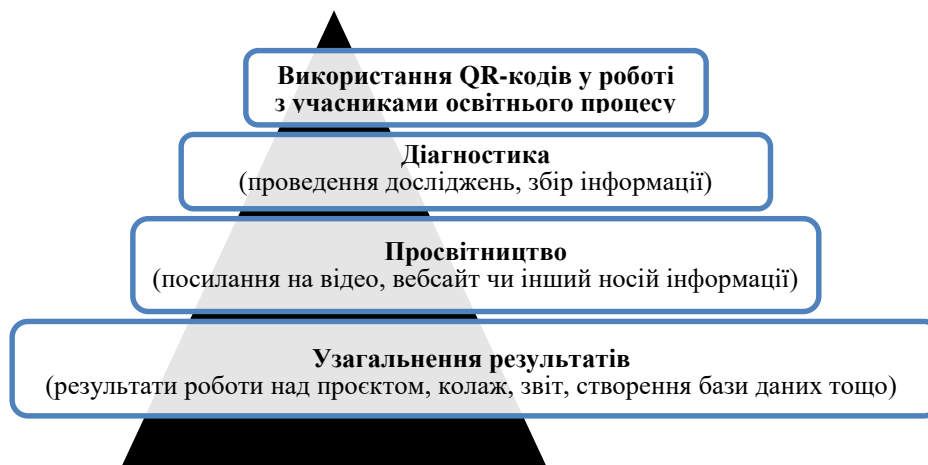 Використання QR-кодів у роботі
з учасниками освітнього процесу
Діагностика
(проведення досліджень, збір інформації)
Просвітництво
(посилання на відео, вебсайт чи інший носій інформації)
Узагальнення результатів
(результати роботи над проєктом, колаж, звіт, створення бази даних тощо)